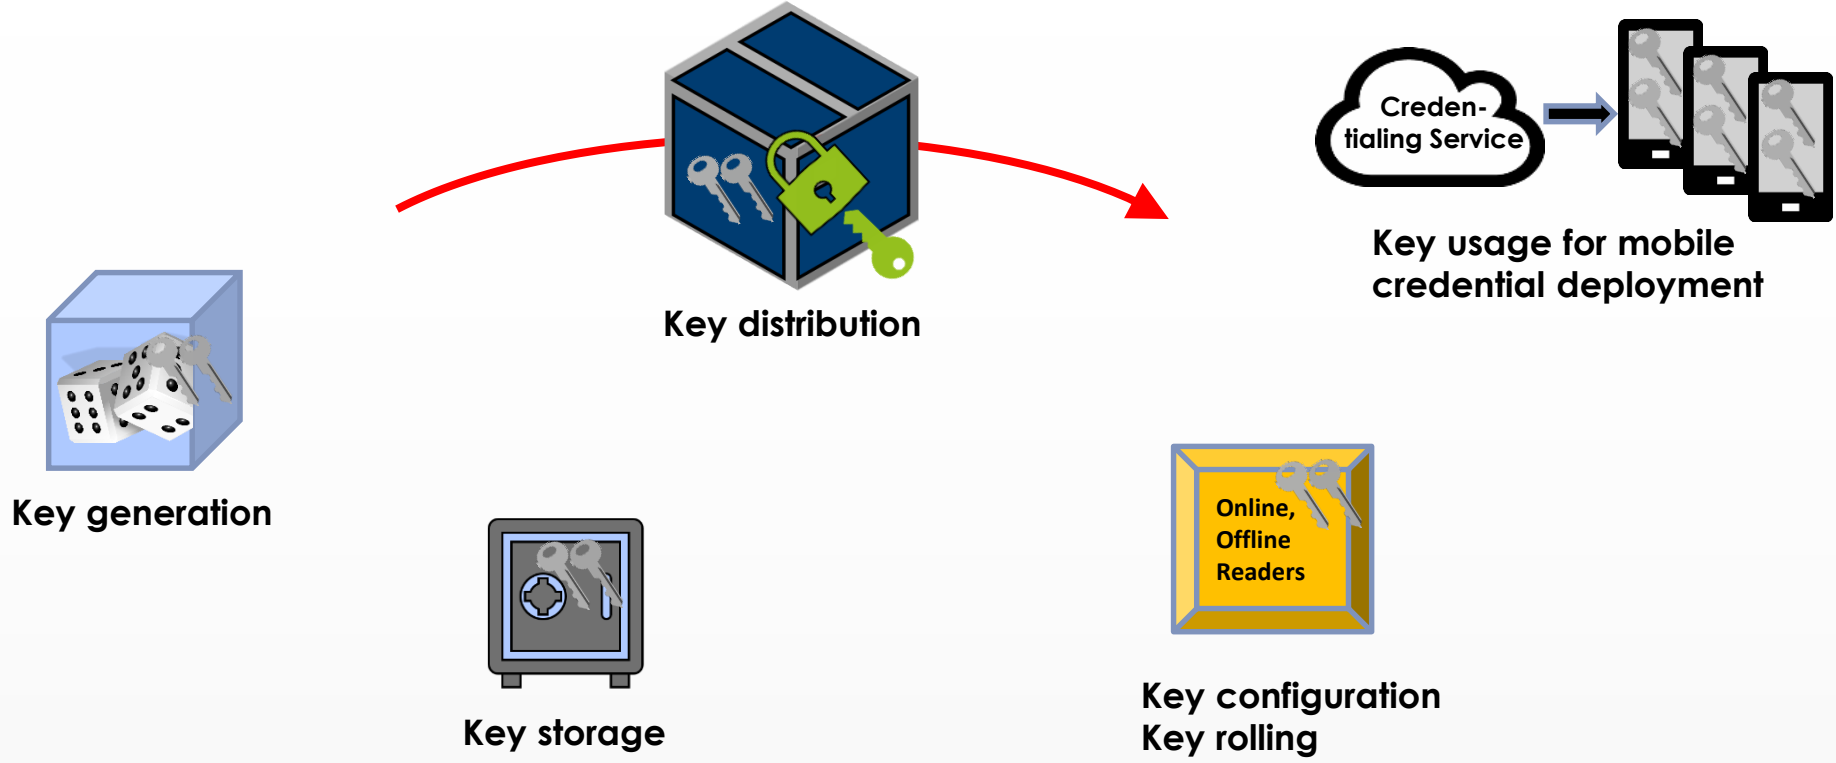 Creden-
tialing Service
Key usage for mobile
credential deployment
Key distribution
Key generation
Online,
Offline
Readers
Key storage
Key configuration
Key rolling